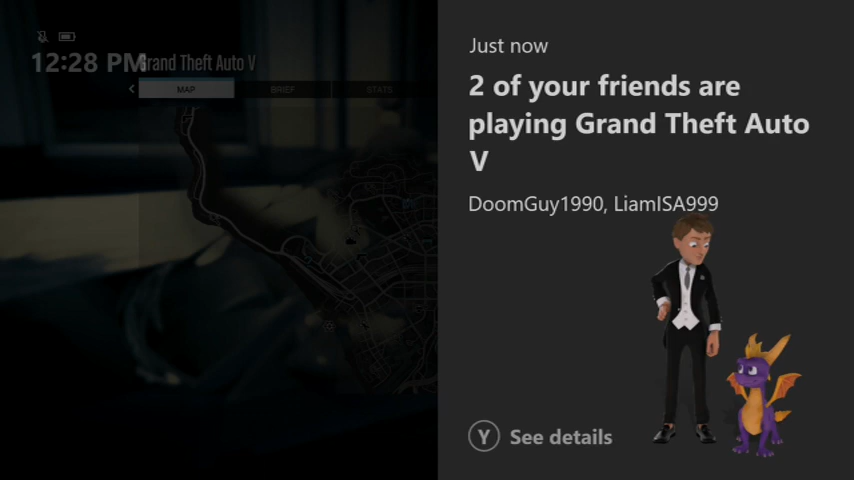 12:28 PM
Grand Theft Auto V
MAP
BRIEF
STATS
Just now
2 of your friends are
playing Grand Theft Auto
V
DoomGuy1990, LiamISA999
Y See details